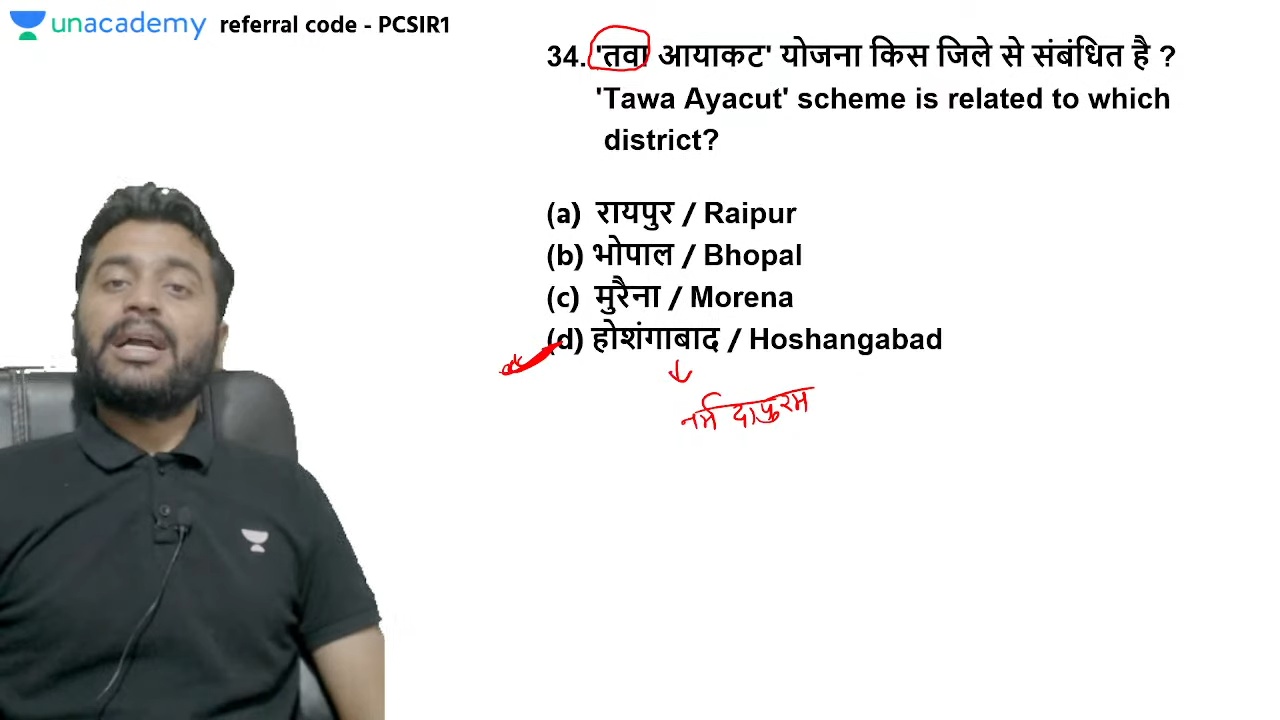 unacademy referral code - PCSIR1
34. 'तवा आयाकट' योजना किस जिले से संबंधित है ?
'Tawa Ayacut' scheme is related to which
district?
(a) रायपुर / Raipur
(b) भोपाल / Bhopal
(c) मुरैना / Morena
(d) होशंगाबाद / Hoshangabad
नर्मदापुरम